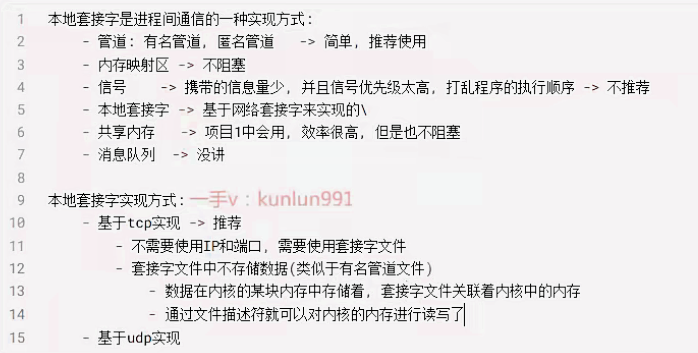 1 本地套接字是进程间通信的一种实现方式:
2 - 管道: 有名管道, 匿名管道 -> 简单, 推荐使用
3 - 内存映射区 -> 不阻塞
4 - 信号 -> 携带的信息量少, 并且信号优先级太高, 打乱程序的执行顺序 -> 不推荐
5 - 本地套接字 -> 基于网络套接字来实现的\
6 - 共享内存 -> 项目1中会用, 效率很高, 但是也不阻塞
7 - 消息队列 -> 没讲
8
9 本地套接字实现方式: 一手v:kunlun991
10 - 基于tcp实现 -> 推荐
11 - 不需要使用IP和端口, 需要使用套接字文件
12 - 套接字文件中不存储数据(类似于有名管道文件)
13 - 数据在内核的某块内存中存储着, 套接字文件关联着内核中的内存
14 - 通过文件描述符就可以对内核的内存进行读写了
15 - 基于udp实现